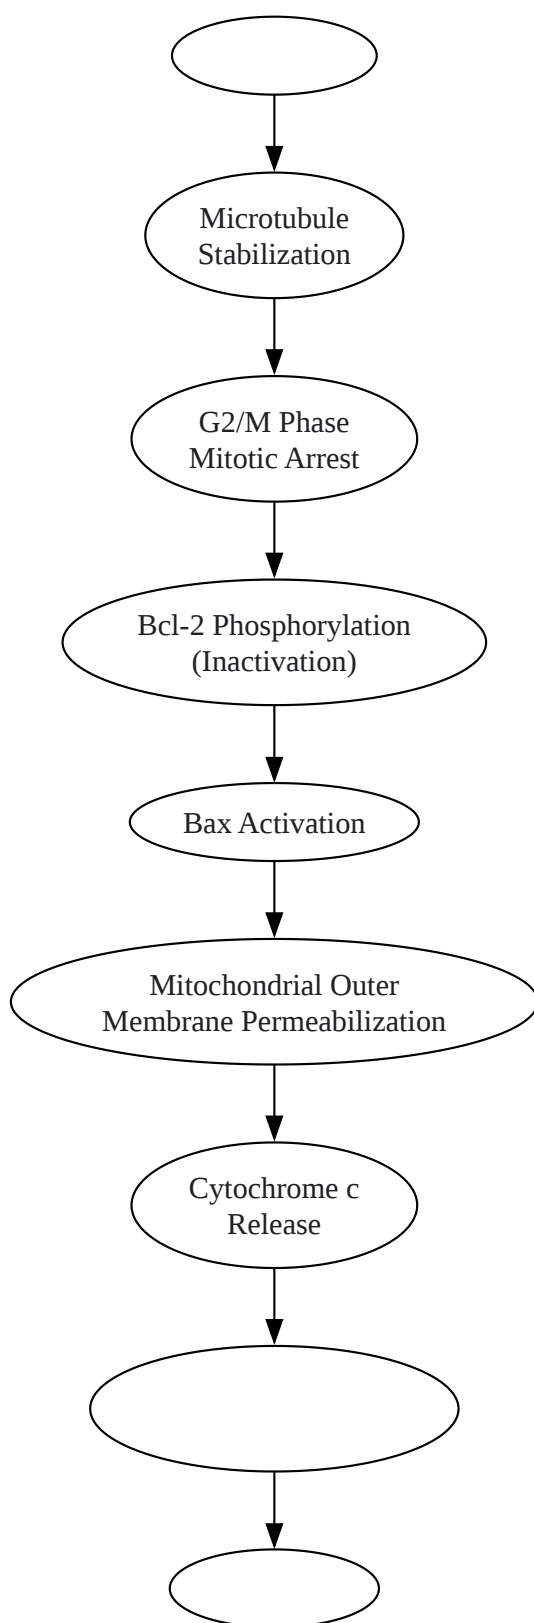 Microtubule
Stabilization
G2/M Phase
Mitotic Arrest
Bcl-2 Phosphorylation
(Inactivation)
Bax Activation
Mitochondrial Outer
Membrane Permeabilization
Cytochrome c
Release